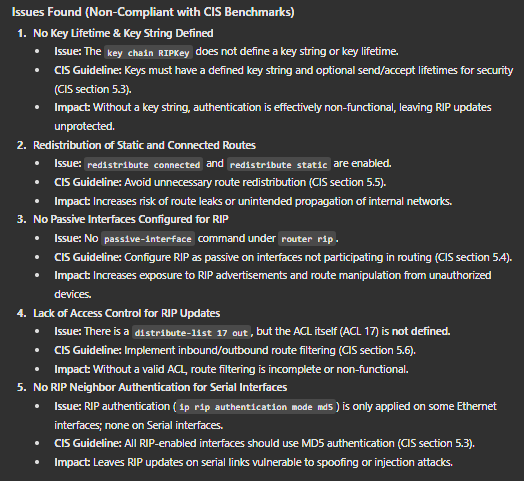 Issues Found (Non-Compliant with CIS Benchmarks)
1. No Key Lifetime & Key String Defined
• Issue: The key chain RIPKey does not define a key string or key lifetime.
• CIS Guideline: Keys must have a defined key string and optional send/accept lifetimes for security
(CIS section 5.3).
• Impact: Without a key string, authentication is effectively non-functional, leaving RIP updates
unprotected.
2. Redistribution of Static and Connected Routes
• Issue: redistribute connected and redistribute static are enabled.
• CIS Guideline: Avoid unnecessary route redistribution (CIS section 5.5).
• Impact: Increases risk of route leaks or unintended propagation of internal networks.
3. No Passive Interfaces Configured for RIP
• Issue: No passive-interface command under router rip.
• CIS Guideline: Configure RIP as passive on interfaces not participating in routing (CIS section 5.4).
• Impact: Increases exposure to RIP advertisements and route manipulation from unauthorized
devices.
4. Lack of Access Control for RIP Updates
• Issue: There is a distribute-list 17 out, but the ACL itself (ACL 17) is not defined.
• CIS Guideline: Implement inbound/outbound route filtering (CIS section 5.6).
• Impact: Without a valid ACL, route filtering is incomplete or non-functional.
5. No RIP Neighbor Authentication for Serial Interfaces
• Issue: RIP authentication (ip rip authentication mode md5) is only applied on some Ethernet
interfaces; none on Serial interfaces.
• CIS Guideline: All RIP-enabled interfaces should use MD5 authentication (CIS section 5.3).
• Impact: Leaves RIP updates on serial links vulnerable to spoofing or injection attacks.